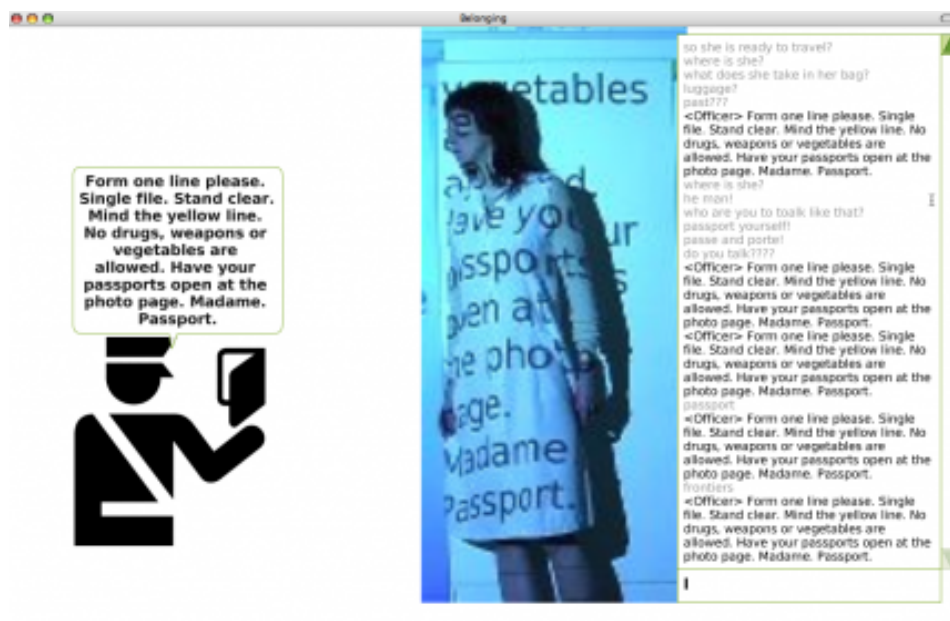 Belonging
Form one line please.
Single file. Stand clear.
Mind the yellow line.
No drugs, weapons or
vegetables are
allowed. Have your
passports open at the
photo page. Madame.
Passport.
vegetables
have your
passports
open at
the photo
page.
Madame
Passport.
so she is ready to travel?
where is she?
what does she take in her bag?
luggage?
past???
<Officer> Form one line please. Single
file. Stand clear. Mind the yellow line. No
drugs, weapons or vegetables are
allowed. Have your passports open at the
photo page. Madame. Passport.
where is she?
he man!
who are you to toalk like that?
passport yourself!
passe and porte!
do you talk????
<Officer> Form one line please. Single
file. Stand clear. Mind the yellow line. No
drugs, weapons or vegetables are
allowed. Have your passports open at the
photo page. Madame. Passport.
<Officer> Form one line please. Single
file. Stand clear. Mind the yellow line. No
drugs, weapons or vegetables are
allowed. Have your passports open at the
photo page. Madame. Passport.
passport
<Officer> Form one line please. Single
file. Stand clear. Mind the yellow line. No
drugs, weapons or vegetables are
allowed. Have your passports open at the
photo page. Madame. Passport.
frontiers
<Officer> Form one line please. Single
file. Stand clear. Mind the yellow line. No
drugs, weapons or vegetables are
allowed. Have your passports open at the
photo page. Madame. Passport.